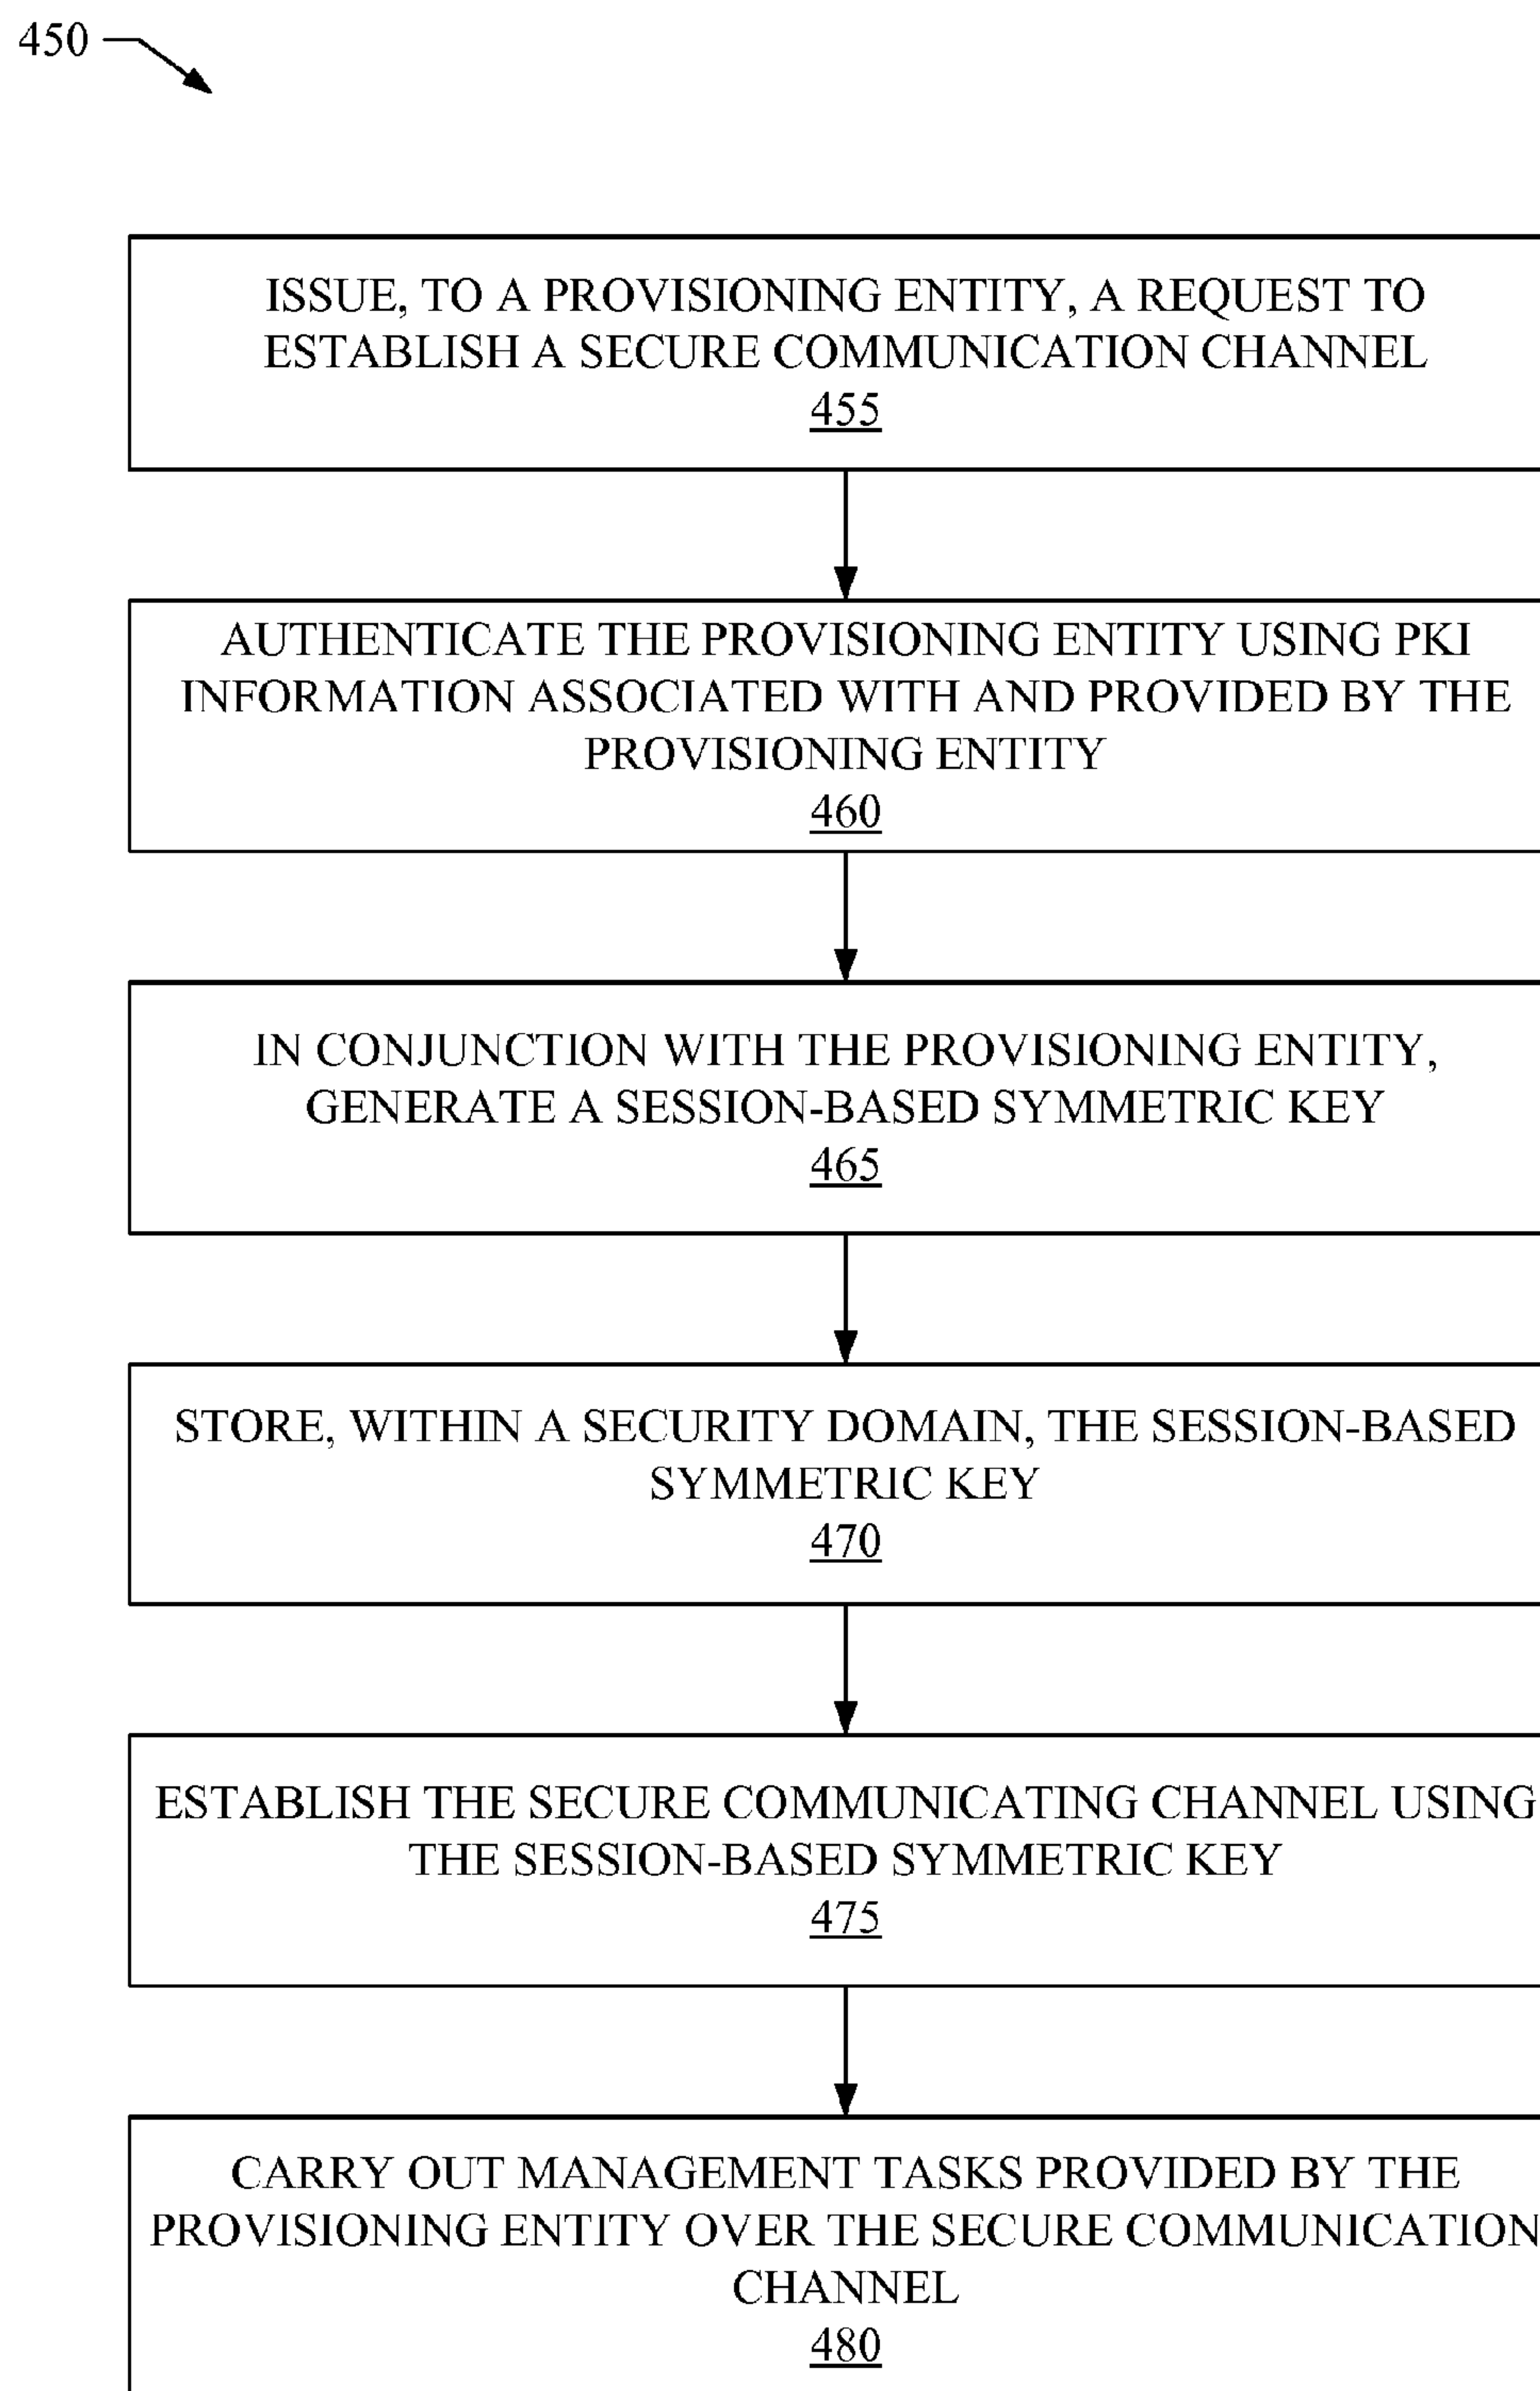 450
ISSUE, TO A PROVISIONING ENTITY, A REQUEST TO
ESTABLISH A SECURE COMMUNICATION CHANNEL
455
AUTHENTICATE THE PROVISIONING ENTITY USING PKI
INFORMATION ASSOCIATED WITH AND PROVIDED BY THE
PROVISIONING ENTITY
460
IN CONJUNCTION WITH THE PROVISIONING ENTITY,
GENERATE A SESSION-BASED SYMMETRIC KEY
465
STORE, WITHIN A SECURITY DOMAIN, THE SESSION-BASED
SYMMETRIC KEY
470
ESTABLISH THE SECURE COMMUNICATING CHANNEL USING
THE SESSION-BASED SYMMETRIC KEY
475
CARRY OUT MANAGEMENT TASKS PROVIDED BY THE
PROVISIONING ENTITY OVER THE SECURE COMMUNICATION
CHANNEL
480